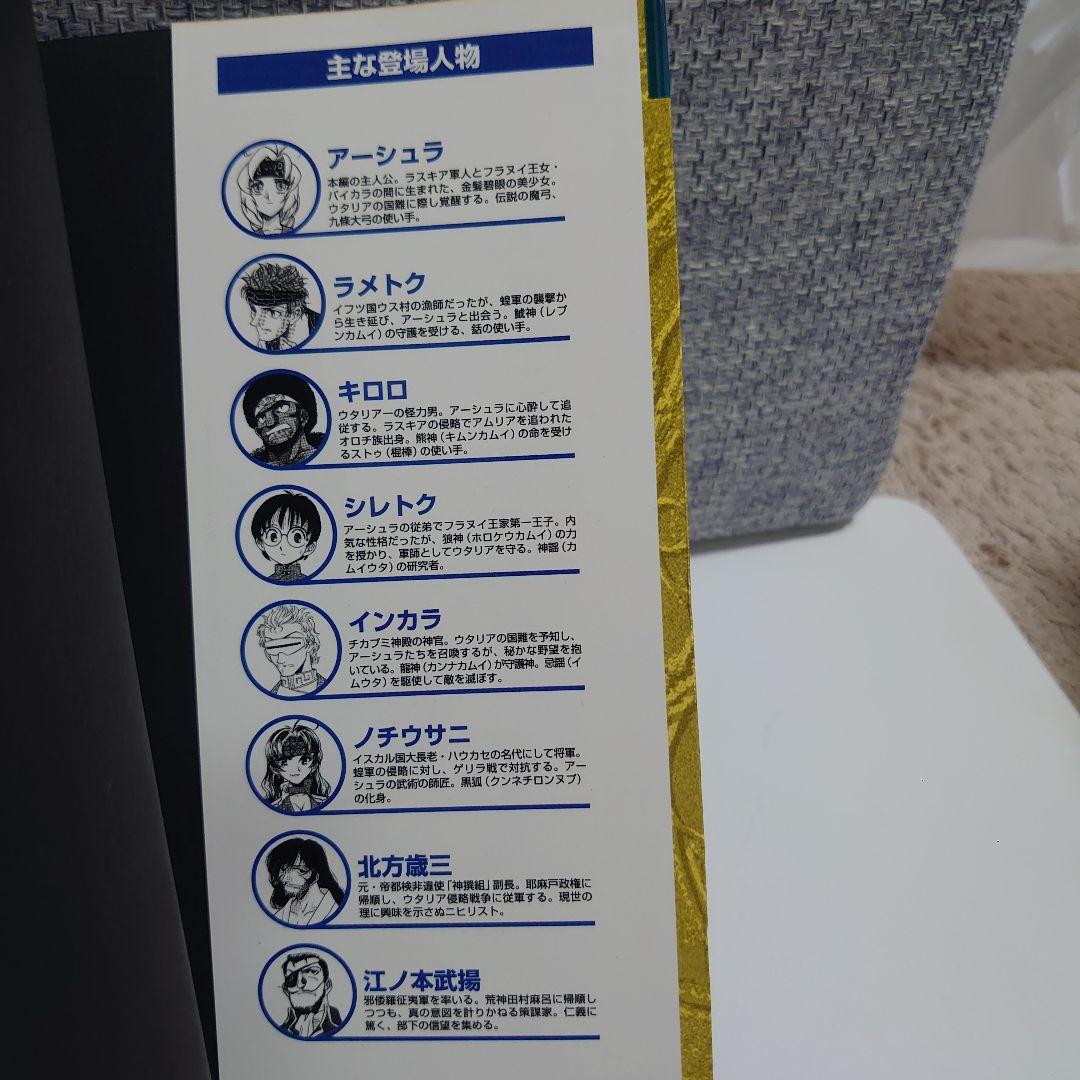 主な登場人物
アーシュラ
本編の主人公。ラスキア軍人とフラヌイ王女・
バイカラの間に生まれた、金髪碧眼の美少女。
ウタリアの国難に際し覚醒する。伝説の魔弓、
九條大弓の使い手。
ラメトク
イフツ国ウス村の漁師だったが、蝗軍の襲撃か
ら生き延び、アーシュラと出会う。鯱神（レプ
ンカムイ）の守護を受ける、銛の使い手。
キロロ
ウタリア一の怪力男。アーシュラに心酔して追
従する。ラスキアの侵略でアムリアを追われた
オロチ族出身。熊神（キムンカムイ）の命を受け
るストゥ（棍棒）の使い手。
シレトク
アーシュラの従弟でフラヌイ王家第一王子。内
気な性格だったが、狼神（ホロケウカムイ）の力
を授かり、軍師としてウタリアを守る。神謡（カ
ムイウタ）の研究者。
インカラ
チカプミ神殿の神官。ウタリアの国難を予知し、
アーシュラたちを召喚するが、秘かな野望を抱
いている。龍神（カンナカムイ）が守護神。忌謡（イ
ムウタ）を駆使して敵を滅ぼす。
ノチウサニ
イスカル国大長老・ハウカセの名代にして将軍。
蝗軍の侵略に対し、ゲリラ戦で対抗する。アー
シュラの武術の師匠。黒狐（クンネチロンヌプ）
の化身。
北方歳三
元・帝都検非違使「神撰組」副長。耶麻戸政権に
帰順し、ウタリア侵略戦争に従軍する。現世の
理に興味を示さぬニヒリスト。
江ノ本武揚
邪倭羅征夷軍を率いる。荒神田村麻呂に帰順し
つつも、真の意図を計りかねる策謀家。仁義に
篤く、部下の信望を集める。